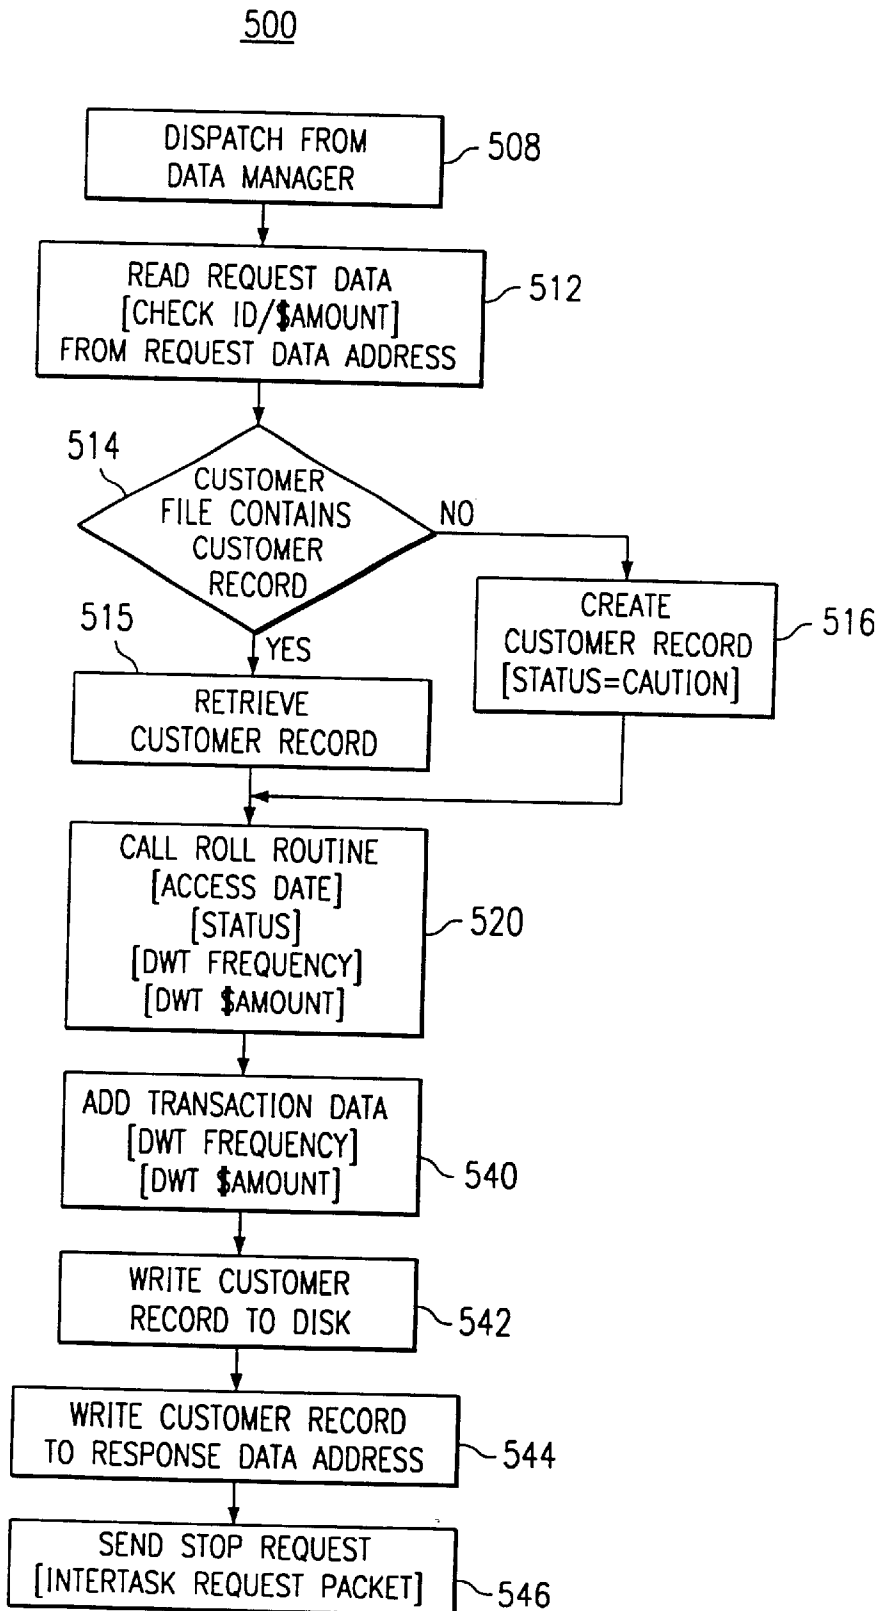 500
DISPATCH FROM
DATA MANAGER
508
READ REQUEST DATA
[CHECK ID/$AMOUNT]
FROM REQUEST DATA ADDRESS
512
514
CUSTOMER
FILE CONTAINS
CUSTOMER
RECORD
NO
YES
CREATE
CUSTOMER RECORD
[STATUS=CAUTION]
516
515
RETRIEVE
CUSTOMER RECORD
CALL ROLL ROUTINE
[ACCESS DATE]
[STATUS]
[DWT FREQUENCY]
[DWT $AMOUNT]
520
ADD TRANSACTION DATA
[DWT FREQUENCY]
[DWT $AMOUNT]
540
WRITE CUSTOMER
RECORD TO DISK
542
WRITE CUSTOMER RECORD
TO RESPONSE DATA ADDRESS
544
SEND STOP REQUEST
[INTERTASK REQUEST PACKET]
546